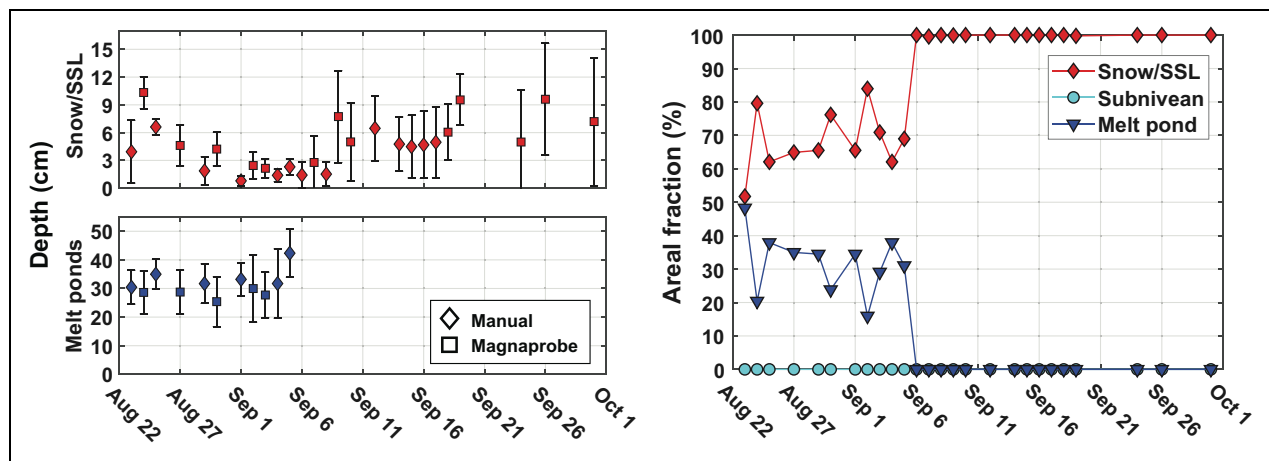 Depth (cm)
Snow/SSL
15
12
9
6
3
0
Melt ponds
50
40
30
20
10
0
Manual
Magnaprobe
Aug 22
Aug 27
Sep 1
Sep 6
Sep 11
Sep 16
Sep 21
Sep 26
Oct 1
Areal fraction (%)
100
90
80
70
60
50
40
30
20
10
0
Snow/SSL
Subnivean
Melt pond
Aug 22
Aug 27
Sep 1
Sep 6
Sep 11
Sep 16
Sep 21
Sep 26
Oct 1